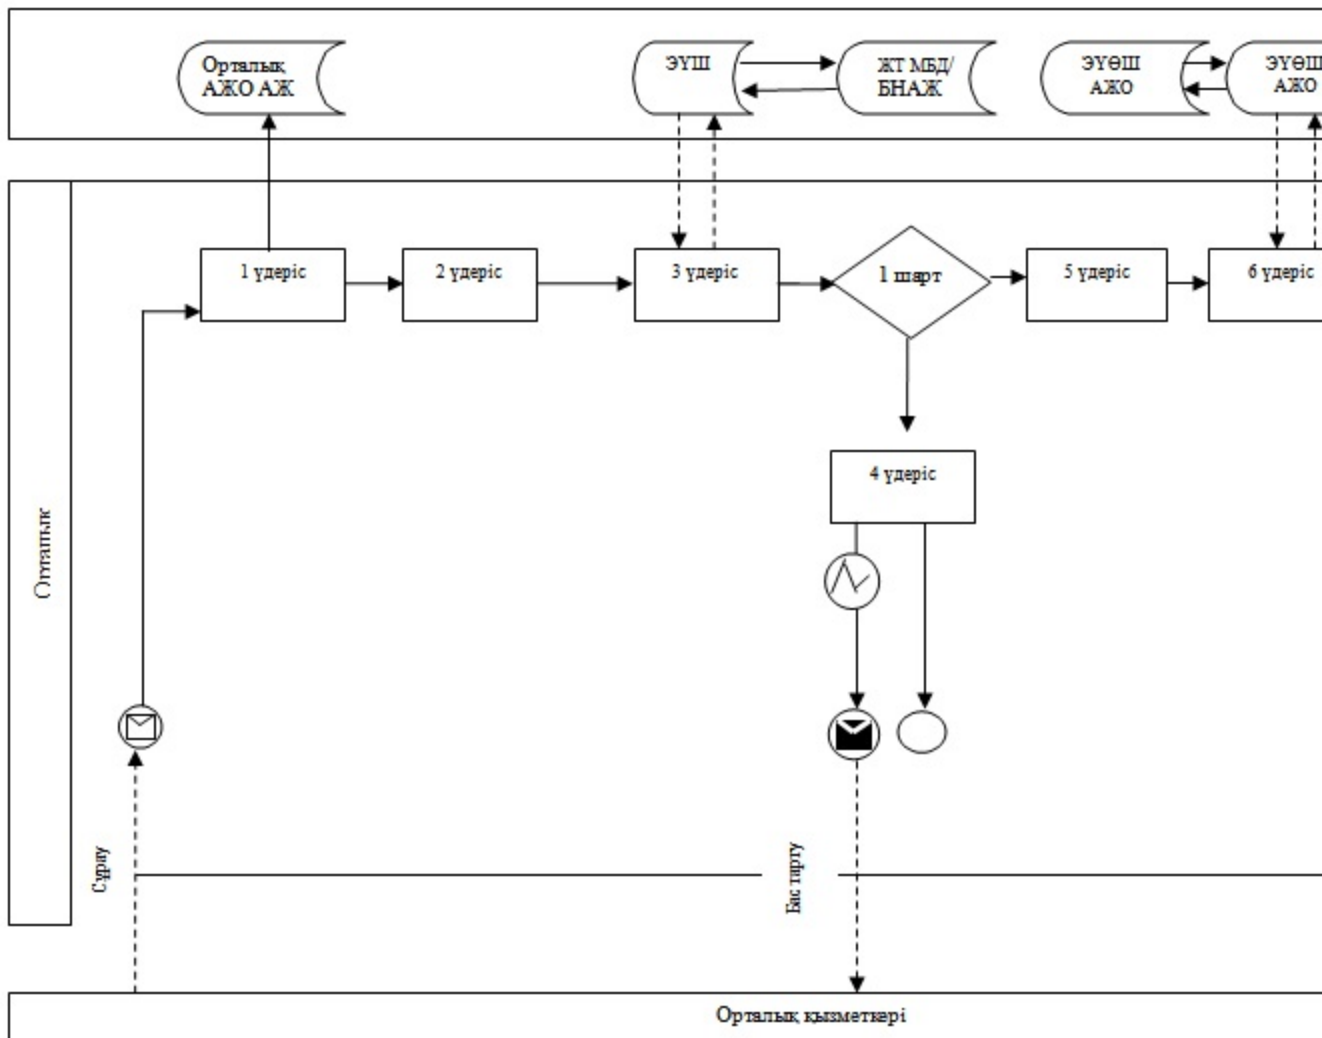 Орталық
АЖО АЖ
ЭҮШ
ЖТ МБД/
БНАЖ
ЭҮӨШ
АЖО
ЭҮӨШ
АЖО
1 үдеріс
2 үдеріс
3 үдеріс
1 шарт
5 үдеріс
6 үдеріс
4 үдеріс
Сұрау
Бас тарту
Орталық қызметкері